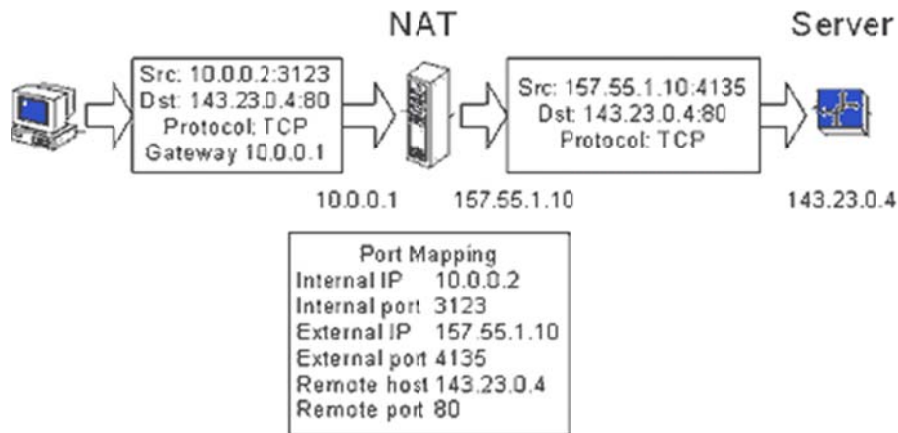 NAT
Server
Src: 10.0.0.2:3123
Dst: 143.23.0.4:80
Protocol: TCP
Gateway 10.0.0.1
Src: 157.55.1.10:4135
Dst: 143.23.0.4:80
Protocol: TCP
10.0.0.1
157.55.1.10
143.23.0.4
Port Mapping
Internal IP 10.0.0.2
Internal port 3123
External IP 157.55.1.10
External port 4135
Remote host 143.23.0.4
Remote port 80